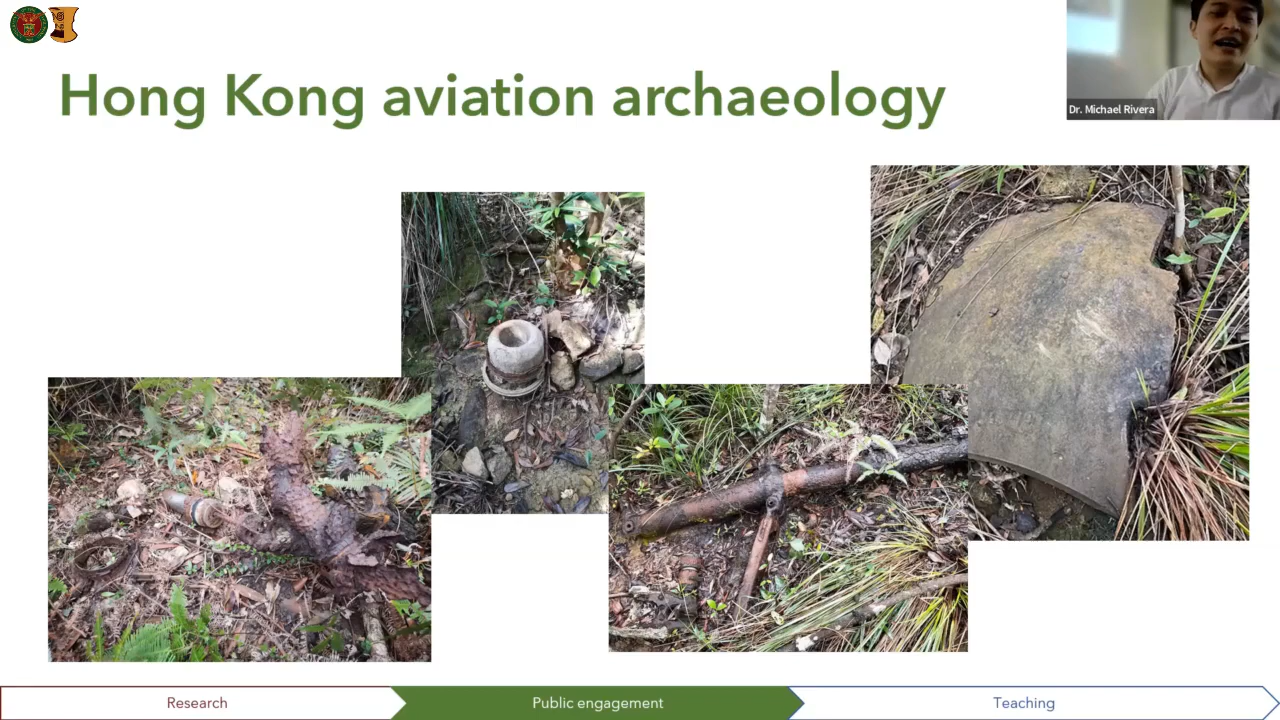 Hong Kong aviation archaeology
Dr. Michael Rivera
Research
Public engagement
Teaching